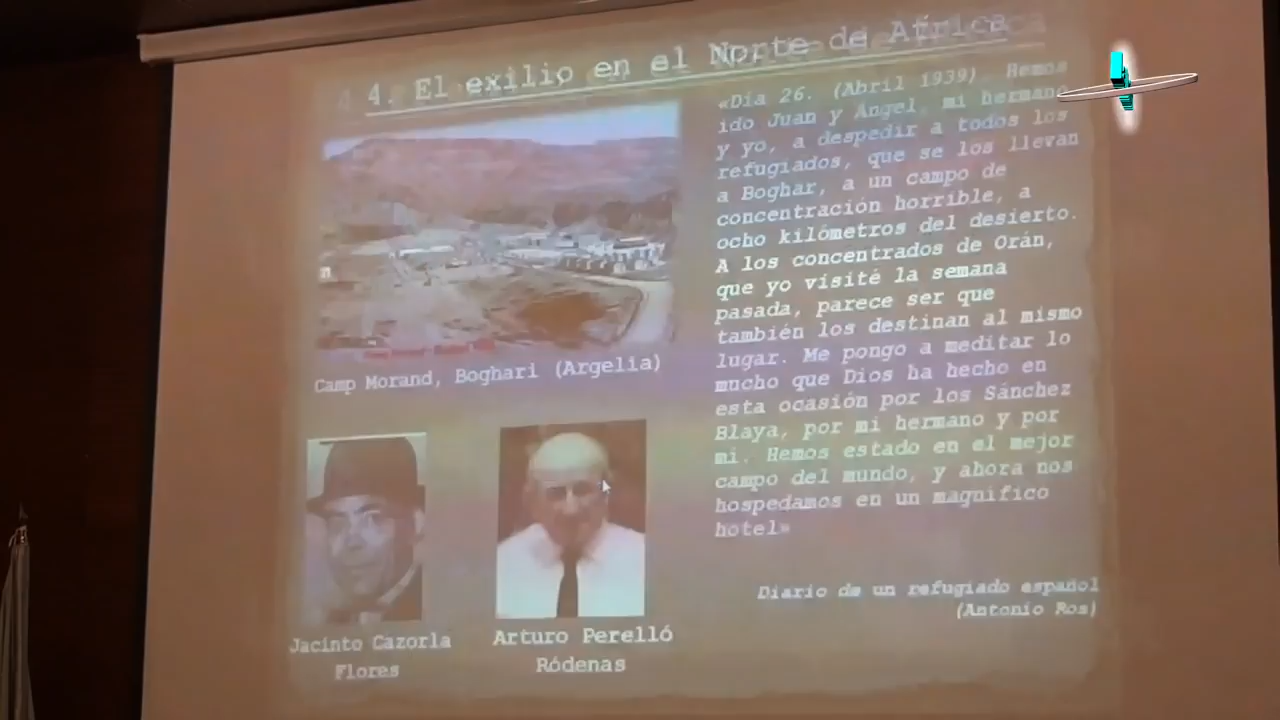 4. El exilio en el Norte de África
«Día 26. (Abril 1939). Hemos
ido Juan y Ángel, mi hermano
y yo, a despedir a todos los
refugiados, que se los llevan
a Boghar, a un campo de
concentración horrible, a
ocho kilómetros del desierto.
A los concentrados de Orán,
que yo visité la semana
pasada, parece ser que
también los destinan al mismo
lugar. Me pongo a meditar lo
mucho que Dios ha hecho en
esta ocasión por los Sánchez
Blaya, por mi hermano y por
mí. Hemos estado en el mejor
campo del mundo, y ahora nos
hospedamos en un magnífico
hotel»
Diario de un refugiado español
(Antonio Ros)
Camp Morand, Boghari (Argelia)
Jacinto Cazorla
Flores
Arturo Perelló
Ródenas